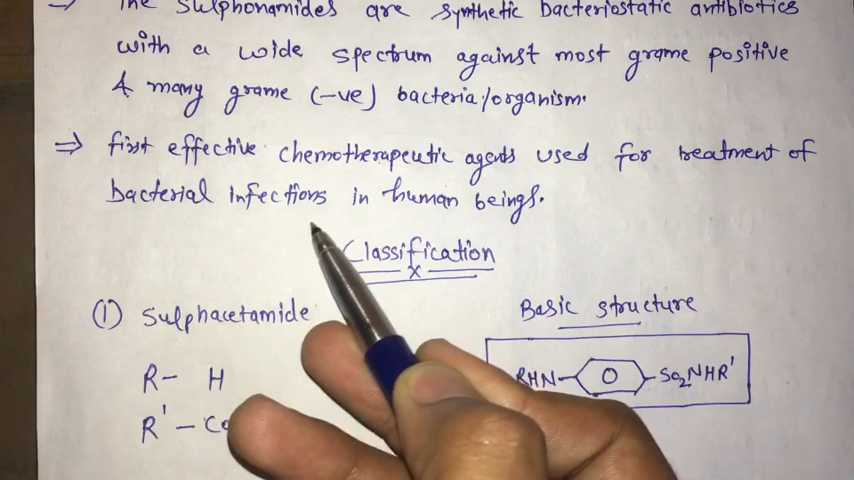 → The Sulphonamides are synthetic bacteriostatic antibiotics
with a wide spectrum against most grame positive
& many grame (-ve) bacteria/organism.
⇒ first effective chemotherapeutic agents used for treatment of
bacterial infections in human beings.
Classification
x
① Sulphacetamide
Basic structure
R- H
RHN- -SO2NHR'
R' - Co